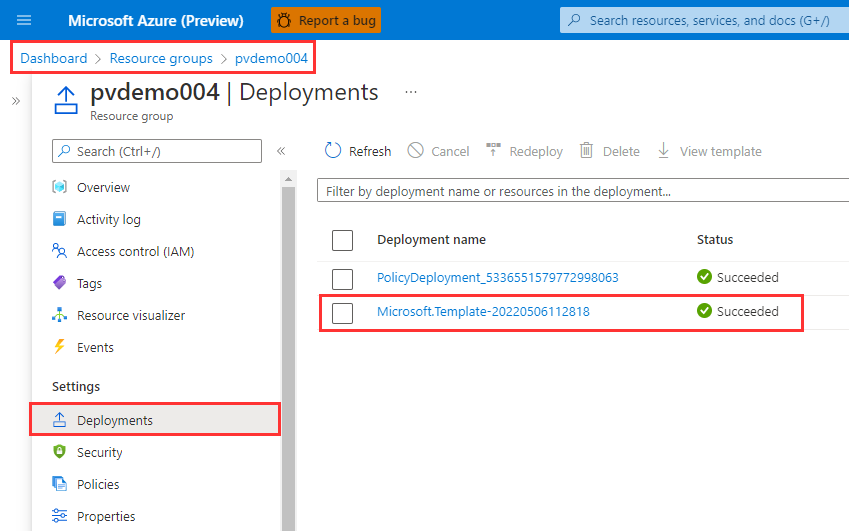 Microsoft Azure (Preview)
Report a bug
Search resources, services, and docs (G+/)
Dashboard > Resource groups > pvdemo004
pvdemo004 | Deployments ...
Resource group
Search (Ctrl+/)
Refresh
Cancel
Redeploy
Delete
View template
Overview
Activity log
Access control (IAM)
Tags
Resource visualizer
Events
Settings
Deployments
Security
Policies
Properties
Filter by deployment name or resources in the deployment...
Deployment name Status
PolicyDeployment_5336551579772998063 Succeeded
Microsoft.Template-20220506112818 Succeeded